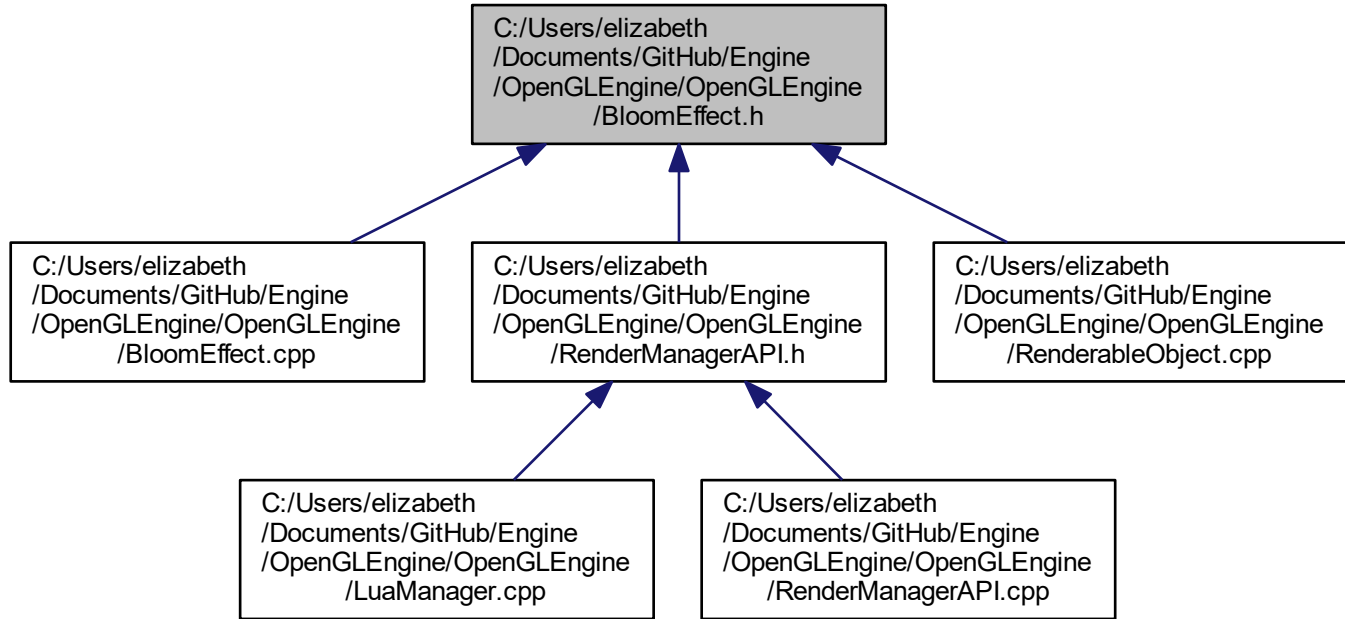 C:/Users/elizabeth
/Documents/GitHub/Engine
/OpenGLEngine/OpenGLEngine
/BloomEffect.h
C:/Users/elizabeth
/Documents/GitHub/Engine
/OpenGLEngine/OpenGLEngine
/BloomEffect.cpp
C:/Users/elizabeth
/Documents/GitHub/Engine
/OpenGLEngine/OpenGLEngine
/RenderManagerAPI.h
C:/Users/elizabeth
/Documents/GitHub/Engine
/OpenGLEngine/OpenGLEngine
/RenderableObject.cpp
C:/Users/elizabeth
/Documents/GitHub/Engine
/OpenGLEngine/OpenGLEngine
/LuaManager.cpp
C:/Users/elizabeth
/Documents/GitHub/Engine
/OpenGLEngine/OpenGLEngine
/RenderManagerAPI.cpp